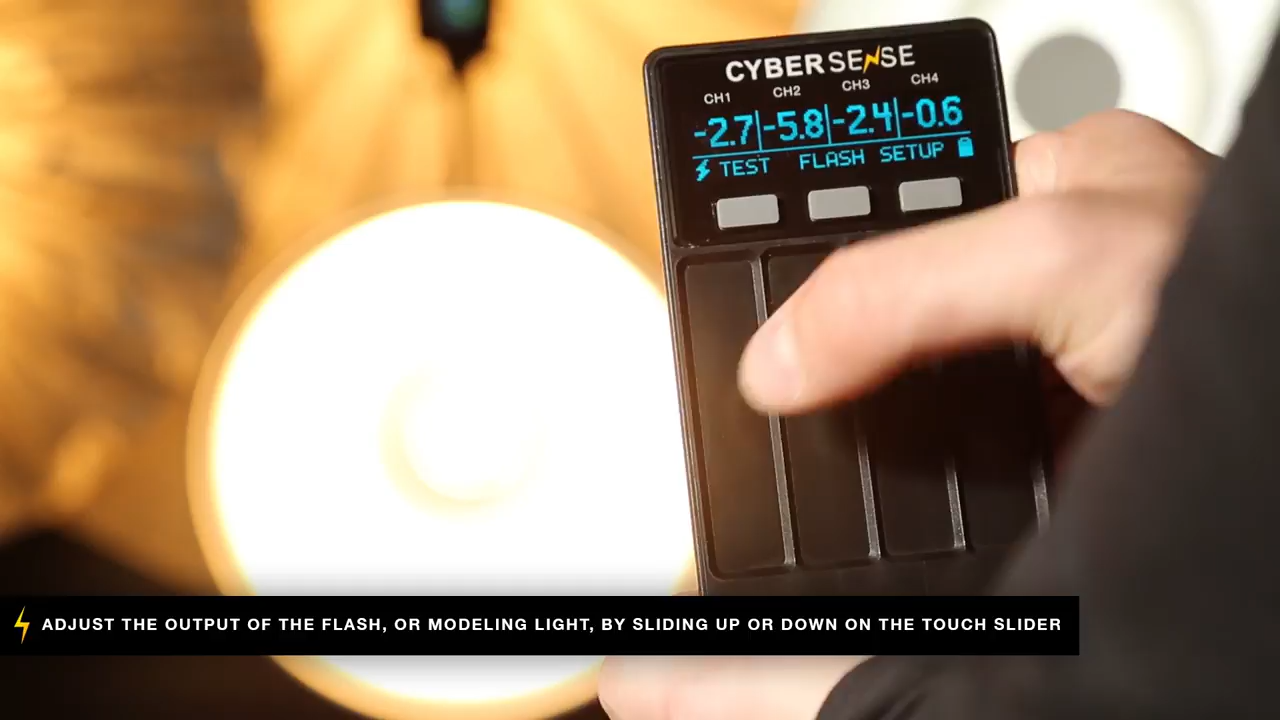 CYBERSENSE
CH1 CH2 CH3 CH4
-2.7|-5.8|-2.4|-0.6
TEST FLASH SETUP
ADJUST THE OUTPUT OF THE FLASH, OR MODELING LIGHT, BY SLIDING UP OR DOWN ON THE TOUCH SLIDER